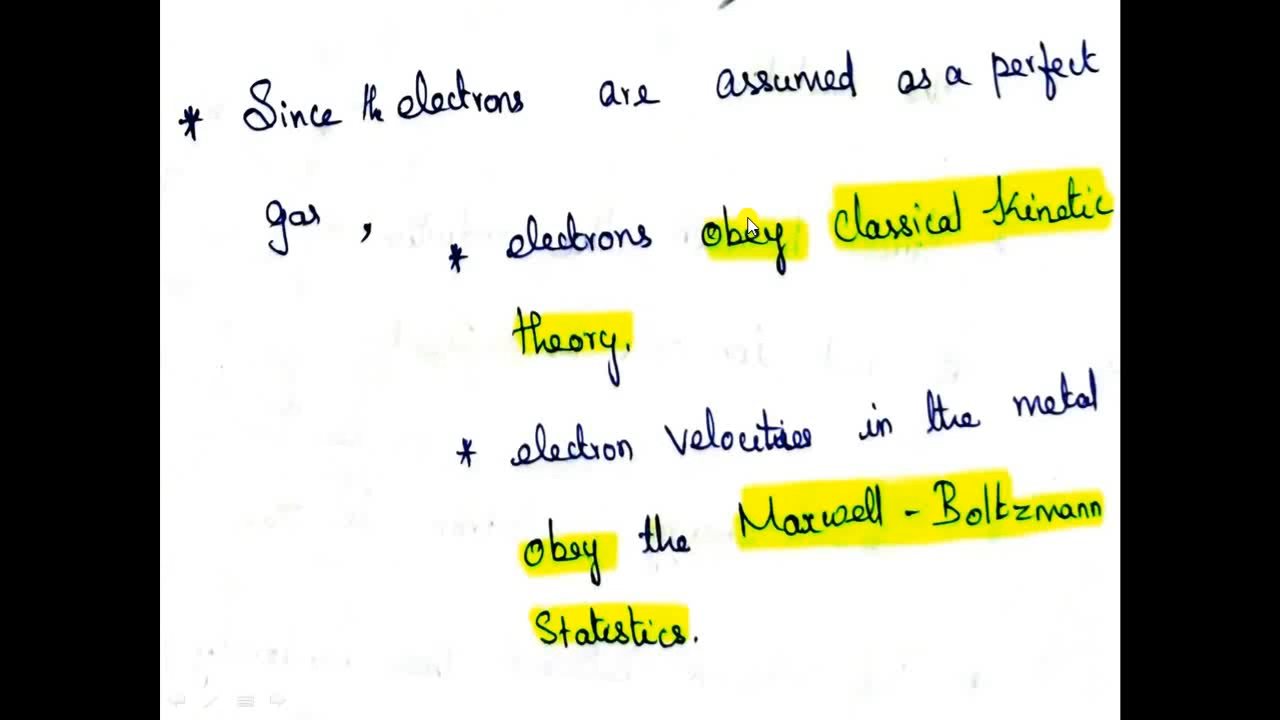 * Since the electrons are assumed as a perfect
gas , * electrons obey classical kinetic
theory.
* electron velocities in the metal
obey the Maxwell - Boltzmann
Statistics.